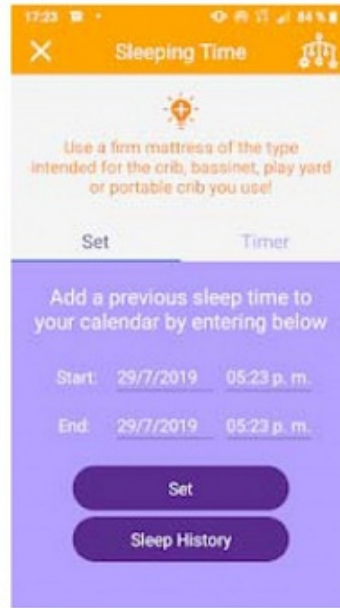 17:23
84 %
Sleeping Time
Use a firm mattress of the type
intended for the crib, bassinet, play yard
or portable crib you use!
Set Timer
Add a previous sleep time to
your calendar by entering below
Start: 29/7/2019 05:23 p. m.
End: 29/7/2019 05:23 p. m.
Set
Sleep History